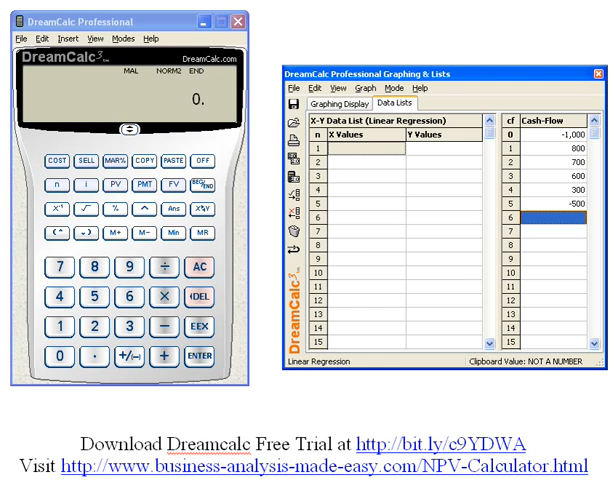 DreamCalc Professional
File Edit Insert View Modes Help
DreamCalc3 DreamCalc.com
MAL NORM2 END
0.
COST SELL MAR% COPY PASTE OFF
n i PV PMT FV BEG/END
X⁻¹ √‾ % ^ Ans X⇄Y
(^ ⌄) M+ M− Min MR
7 8 9 ÷ AC
4 5 6 × DEL
1 2 3 − EEX
0 · +/(−) + ENTER
DreamCalc Professional Graphing & Lists
File Edit View Graph Mode Help
Graphing Display Data Lists
X-Y Data List (Linear Regression) cf Cash-Flow
n X Values Y Values 0 -1,000
1 1 800
2 2 700
3 3 600
4 4 300
5 5 -500
6 6
7 7
8 8
9 9
10 10
11 11
12 12
13 13
14 14
15 15
DreamCalc3
Linear Regression Clipboard Value: NOT A NUMBER
Download Dreamcalc Free Trial at http://bit.ly/c9YDWA
Visit http://www.business-analysis-made-easy.com/NPV-Calculator.html